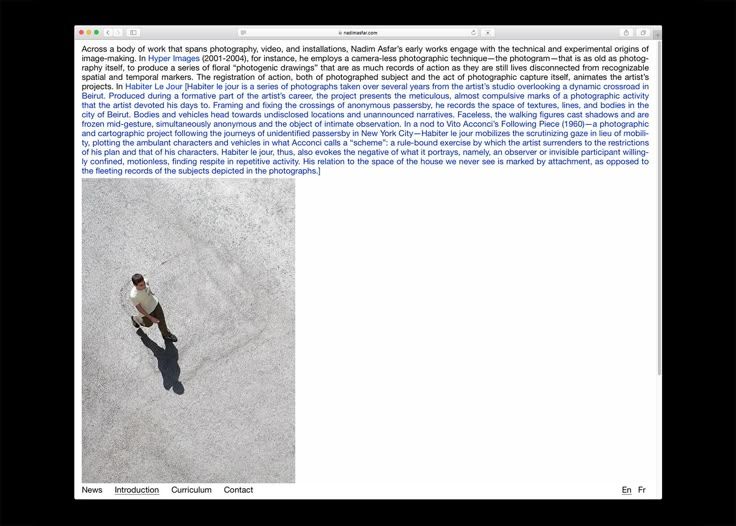 nadimasfar.com
Across a body of work that spans photography, video, and installations, Nadim Asfar's early works engage with the technical and experimental origins of
image-making. In Hyper Images (2001-2004), for instance, he employs a camera-less photographic technique—the photogram—that is as old as photog-
raphy itself, to produce a series of floral “photogenic drawings” that are as much records of action as they are still lives disconnected from recognizable
spatial and temporal markers. The registration of action, both of photographed subject and the act of photographic capture itself, animates the artist's
projects. In Habiter Le Jour [Habiter le jour is a series of photographs taken over several years from the artist's studio overlooking a dynamic crossroad in
Beirut. Produced during a formative part of the artist's career, the project presents the meticulous, almost compulsive marks of a photographic activity
that the artist devoted his days to. Framing and fixing the crossings of anonymous passersby, he records the space of textures, lines, and bodies in the
city of Beirut. Bodies and vehicles head towards undisclosed locations and unannounced narratives. Faceless, the walking figures cast shadows and are
frozen mid-gesture, simultaneously anonymous and the object of intimate observation. In a nod to Vito Acconci's Following Piece (1960)—a photographic
and cartographic project following the journeys of unidentified passersby in New York City—Habiter le jour mobilizes the scrutinizing gaze in lieu of mobili-
ty, plotting the ambulant characters and vehicles in what Acconci calls a “scheme”: a rule-bound exercise by which the artist surrenders to the restrictions
of his plan and that of his characters. Habiter le jour, thus, also evokes the negative of what it portrays, namely, an observer or invisible participant willing-
ly confined, motionless, finding respite in repetitive activity. His relation to the space of the house we never see is marked by attachment, as opposed to
the fleeting records of the subjects depicted in the photographs.]
News Introduction Curriculum Contact En Fr